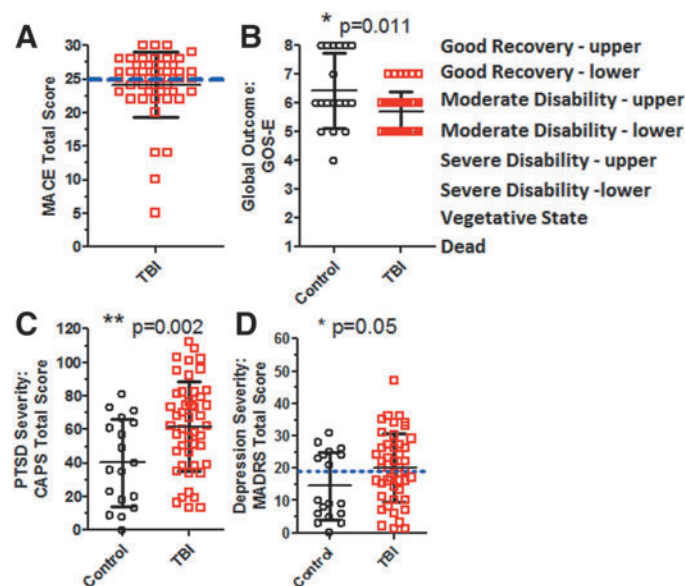 A
MACE Total Score
30
25
20
15
10
5
0
TBI
B
* p=0.011
Global Outcome:
GOS-E
8
7
6
5
4
3
2
1
Control
TBI
Good Recovery - upper
Good Recovery - lower
Moderate Disability - upper
Moderate Disability - lower
Severe Disability - upper
Severe Disability -lower
Vegetative State
Dead
C
** p=0.002
PTSD Severity:
CAPS Total Score
120
100
80
60
40
20
0
Control
TBI
D
* p=0.05
Depression Severity:
MADRS Total Score
60
50
40
30
20
10
0
Control
TBI